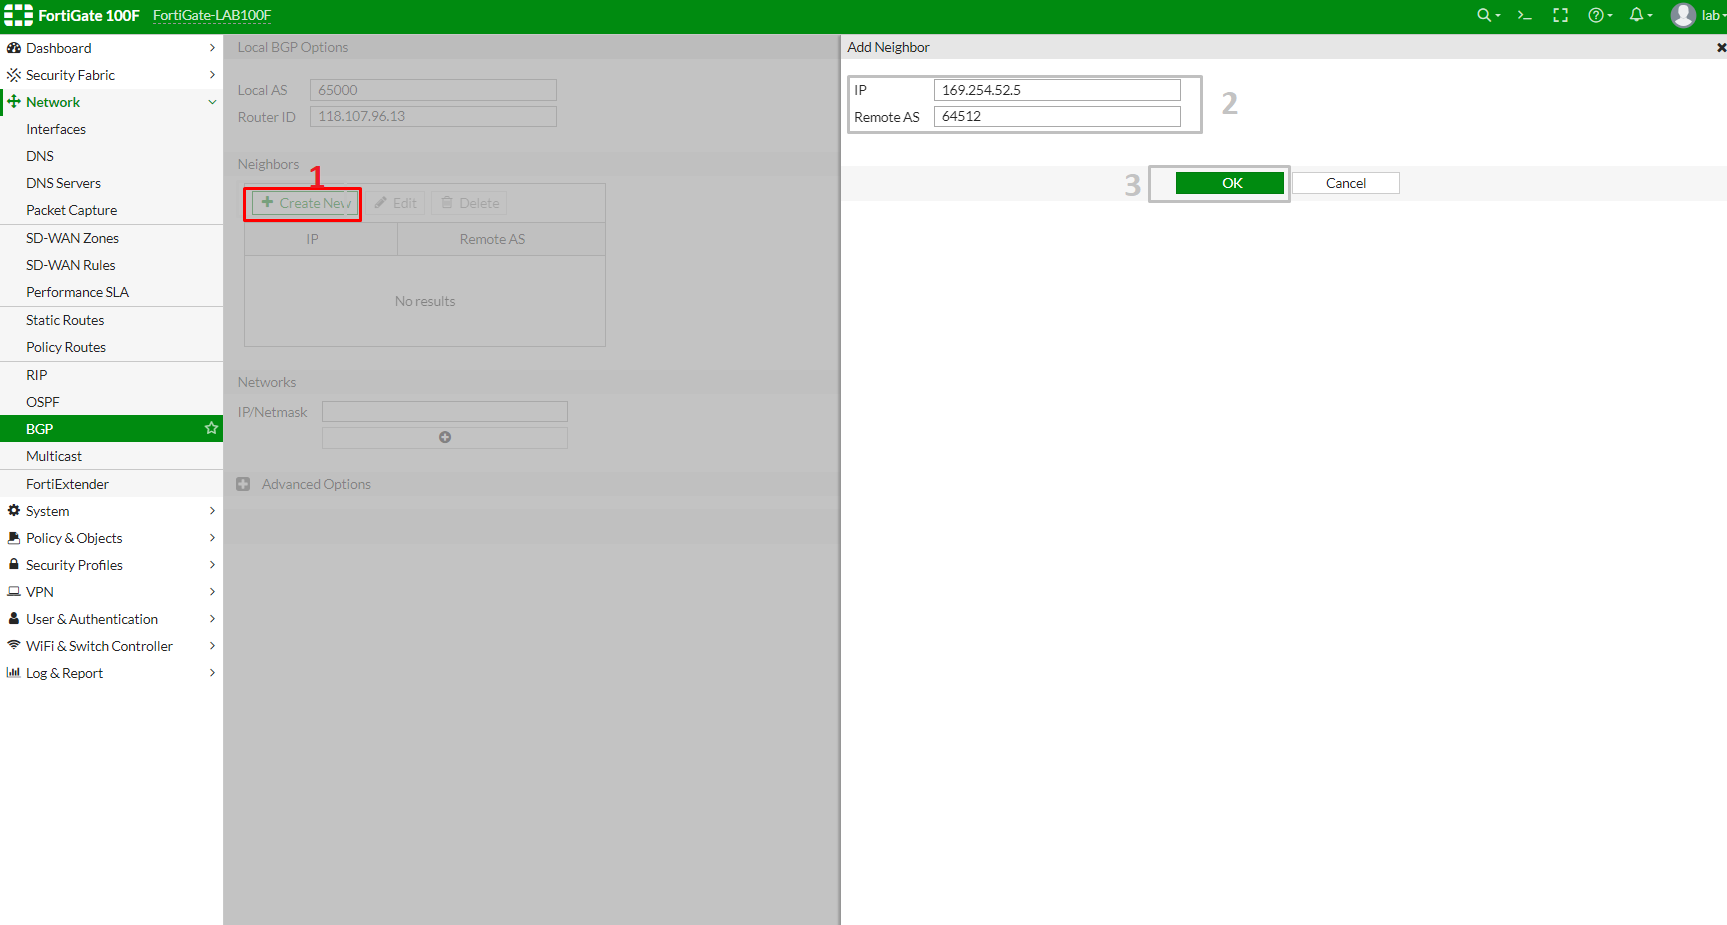 FortiGate 100F FortiGate-LAB100F lab
Dashboard
Security Fabric
Network
Interfaces
DNS
DNS Servers
Packet Capture
SD-WAN Zones
SD-WAN Rules
Performance SLA
Static Routes
Policy Routes
RIP
OSPF
BGP
Multicast
FortiExtender
System
Policy & Objects
Security Profiles
VPN
User & Authentication
WiFi & Switch Controller
Log & Report
Local BGP Options
Local AS 65000
Router ID 118.107.96.13
Neighbors
1
Create New Edit Delete
IP Remote AS
No results
Networks
IP/Netmask
Advanced Options
Add Neighbor
IP 169.254.52.5
2
Remote AS 64512
3 OK Cancel